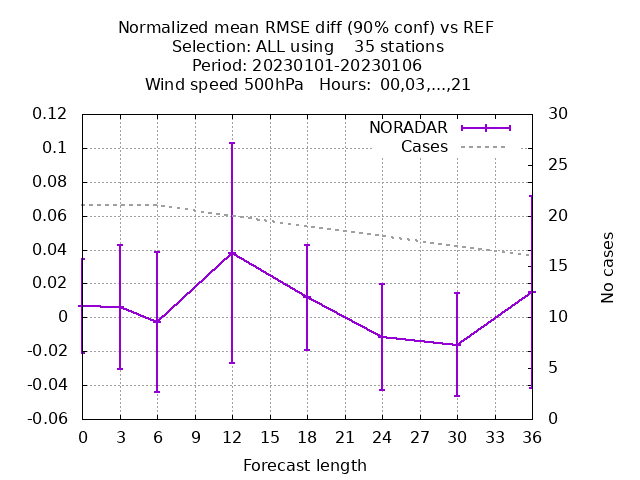 Normalized mean RMSE diff (90% conf) vs REF
Selection: ALL using    35 stations
Period: 20230101-20230106
Wind speed 500hPa   Hours:  00,03,...,21
NORADAR
Cases
0.12
0.1
0.08
0.06
0.04
0.02
0
-0.02
-0.04
-0.06
30
25
20
15
10
5
0
No cases
0 3 6 9 12 15 18 21 24 27 30 33 36
Forecast length